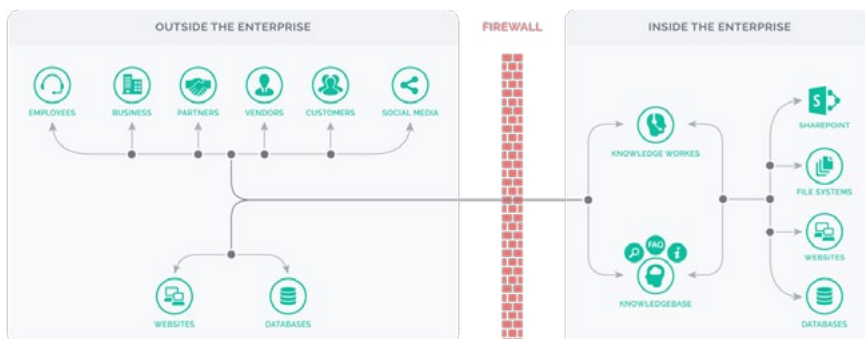 OUTSIDE THE ENTERPRISE
FIREWALL
INSIDE THE ENTERPRISE
EMPLOYEES
BUSINESS
PARTNERS
VENDORS
CUSTOMERS
SOCIAL MEDIA
WEBSITES
DATABASES
KNOWLEDGE WORKES
FAQ
i
KNOWLEDGEBASE
S
SHAREPOINT
FILE SYSTEMS
WEBSITES
DATABASES